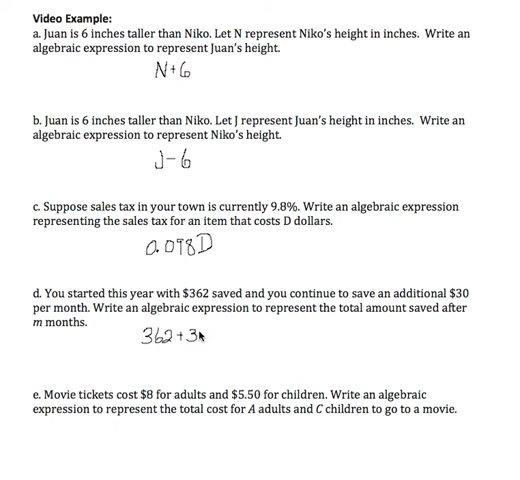 Video Example:
a. Juan is 6 inches taller than Niko. Let N represent Niko's height in inches.  Write an
algebraic expression to represent Juan's height.
N+6
b. Juan is 6 inches taller than Niko. Let J represent Juan's height in inches.  Write an
algebraic expression to represent Niko's height.
J-6
c. Suppose sales tax in your town is currently 9.8%. Write an algebraic expression
representing the sales tax for an item that costs D dollars.
0.098D
d. You started this year with $362 saved and you continue to save an additional $30
per month. Write an algebraic expression to represent the total amount saved after
m months.
362+3
e. Movie tickets cost $8 for adults and $5.50 for children. Write an algebraic
expression to represent the total cost for A adults and C children to go to a movie.